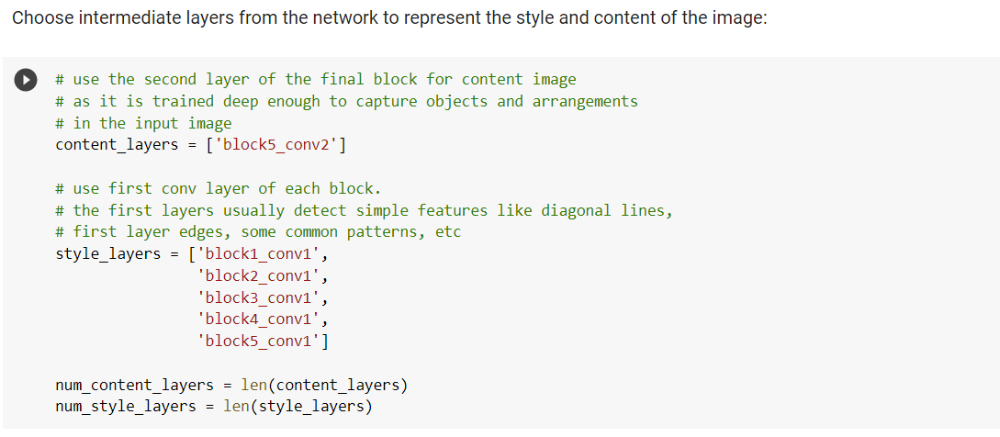 Choose intermediate layers from the network to represent the style and content of the image:
# use the second layer of the final block for content image
# as it is trained deep enough to capture objects and arrangements
# in the input image
content_layers = ['block5_conv2']
# use first conv layer of each block.
# the first layers usually detect simple features like diagonal lines,
# first layer edges, some common patterns, etc
style_layers = ['block1_conv1',
'block2_conv1',
'block3_conv1',
'block4_conv1',
'block5_conv1']
num_content_layers = len(content_layers)
num_style_layers = len(style_layers)